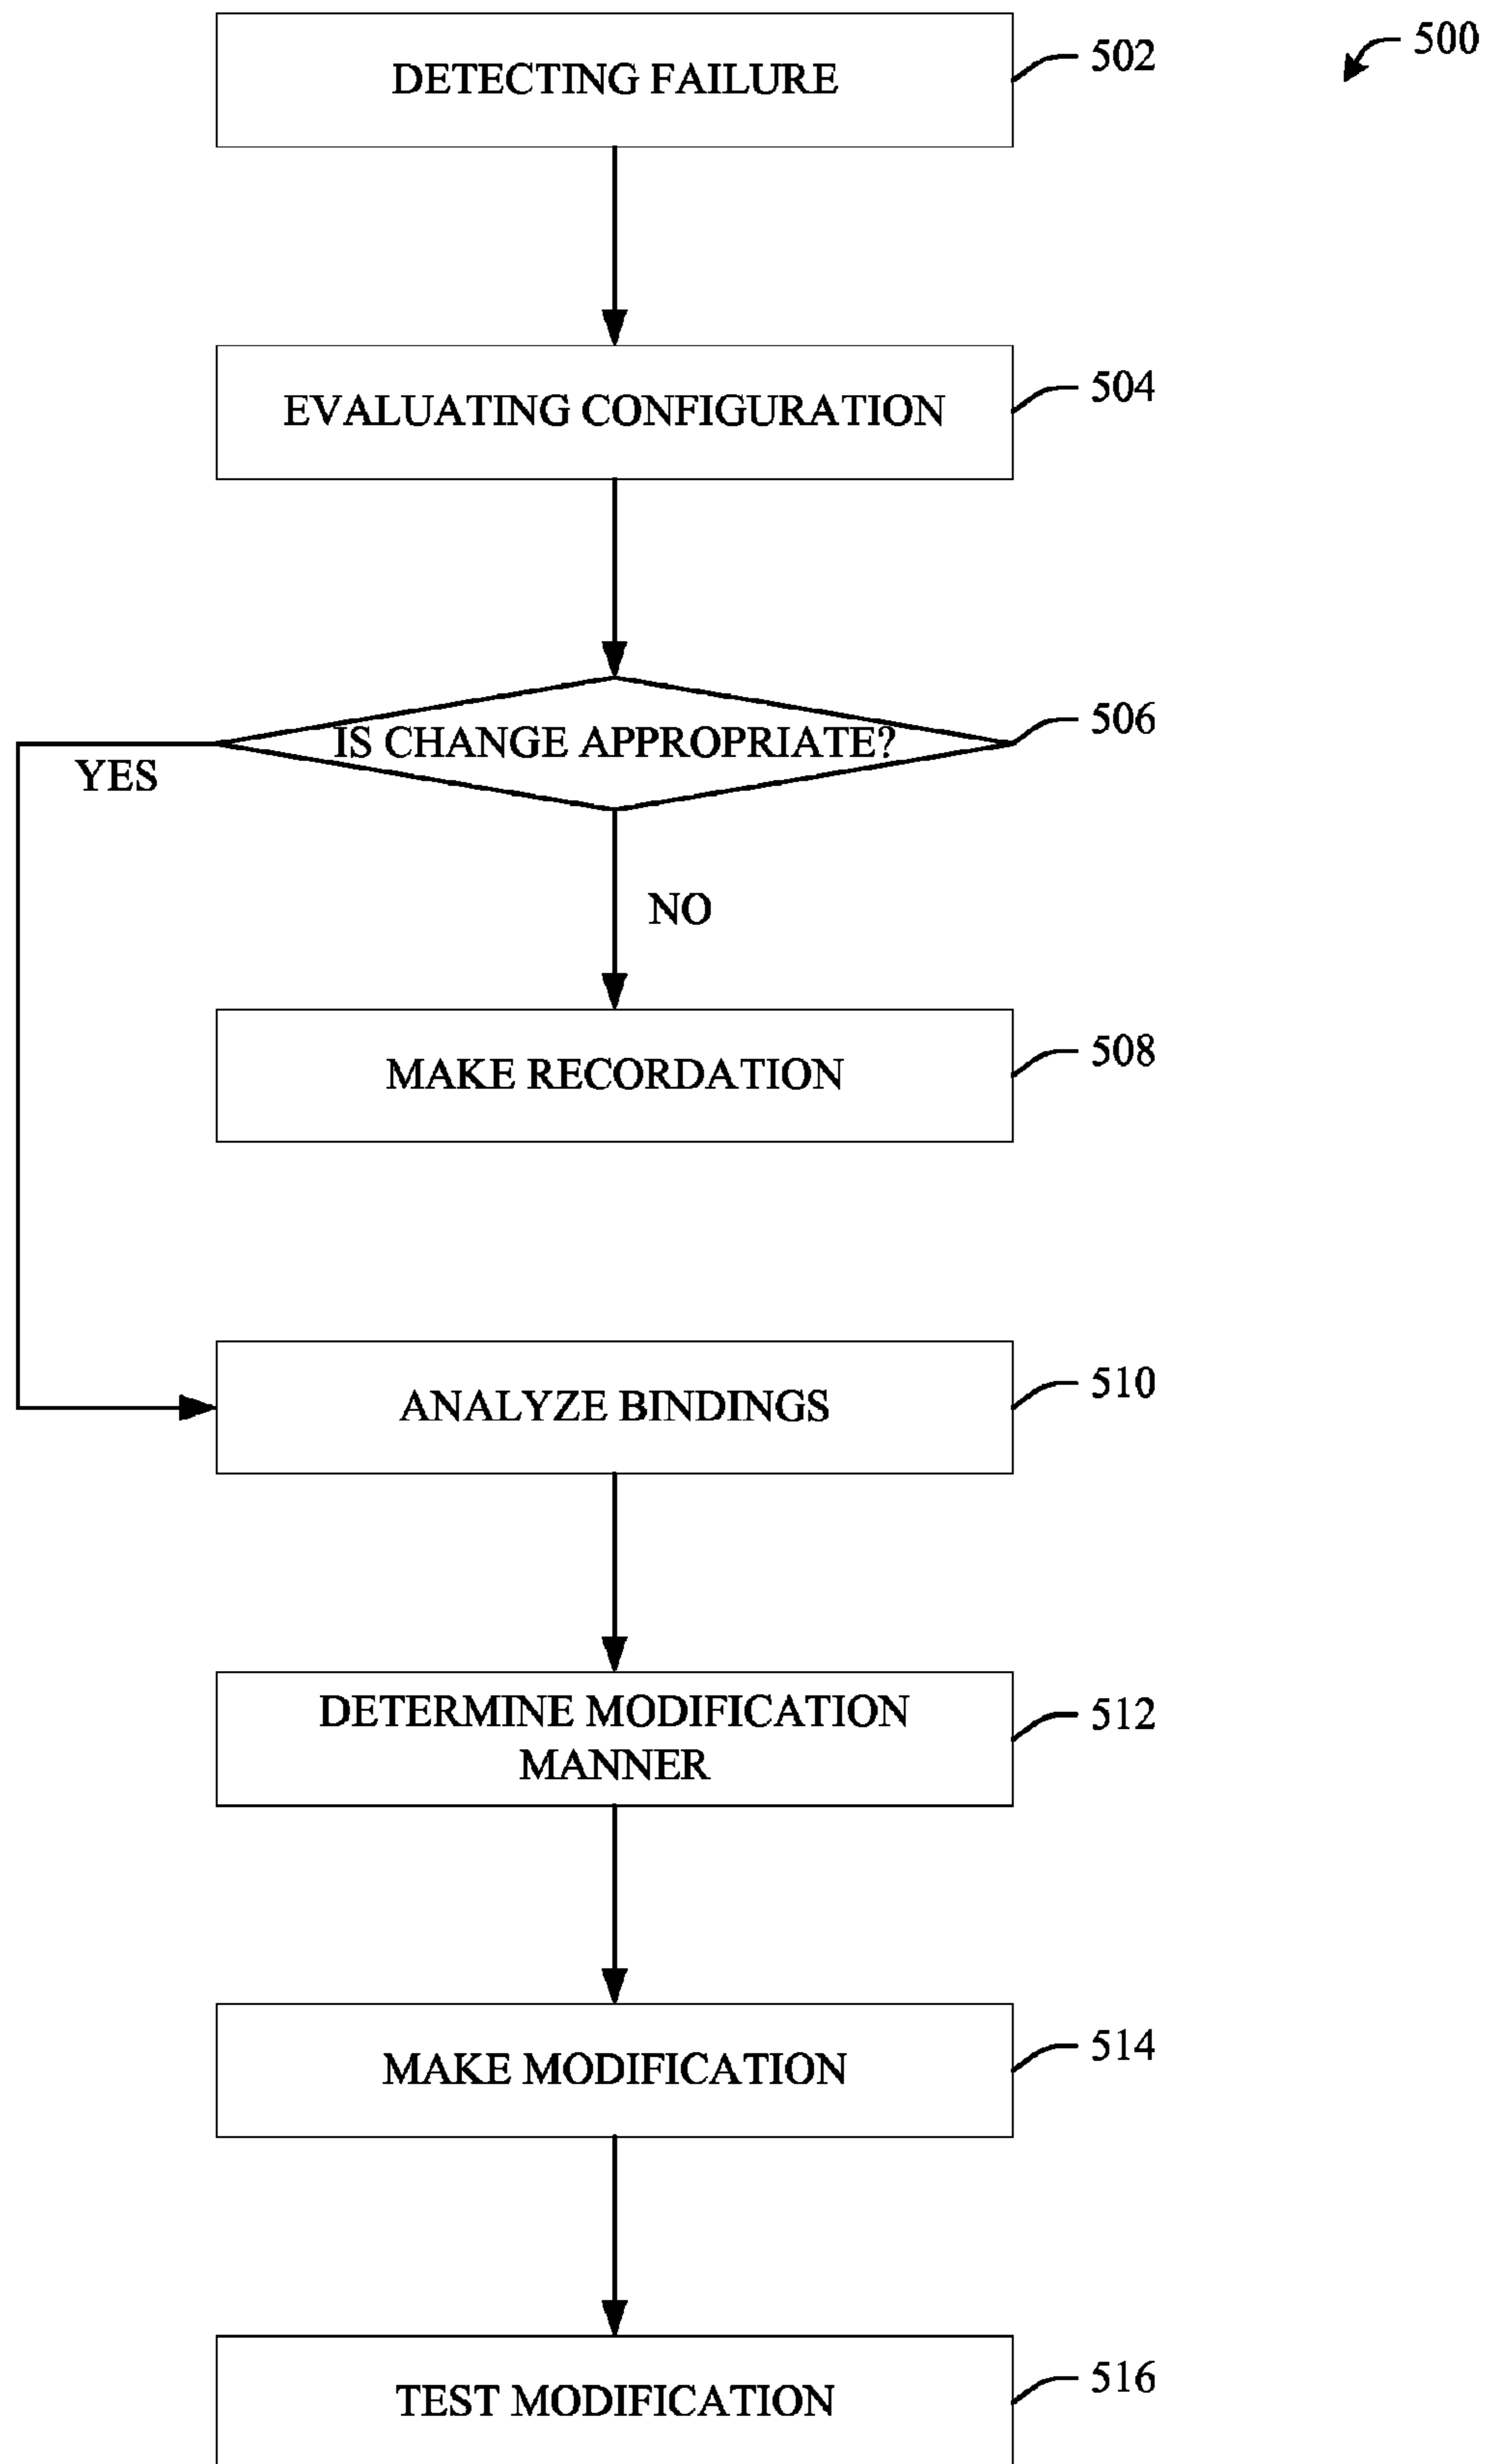 500
DETECTING FAILURE
502
EVALUATING CONFIGURATION
504
IS CHANGE APPROPRIATE?
506
YES
NO
MAKE RECORDATION
508
ANALYZE BINDINGS
510
DETERMINE MODIFICATION
MANNER
512
MAKE MODIFICATION
514
TEST MODIFICATION
516